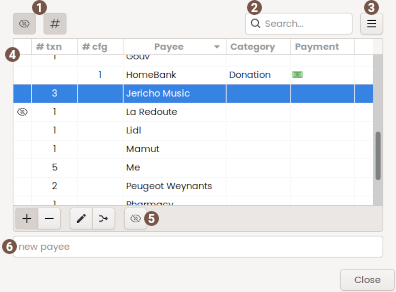 1 2 3
# Search...
4 # txn # cfg Payee Category Payment
1 Gouv
1 HomeBank Donation
3 Jericho Music
1 La Redoute
1 Lidl
1 Mamut
5 Me
2 Peugeot Weynants
1 Pharmacy
+ − 5
6 new payee
Close